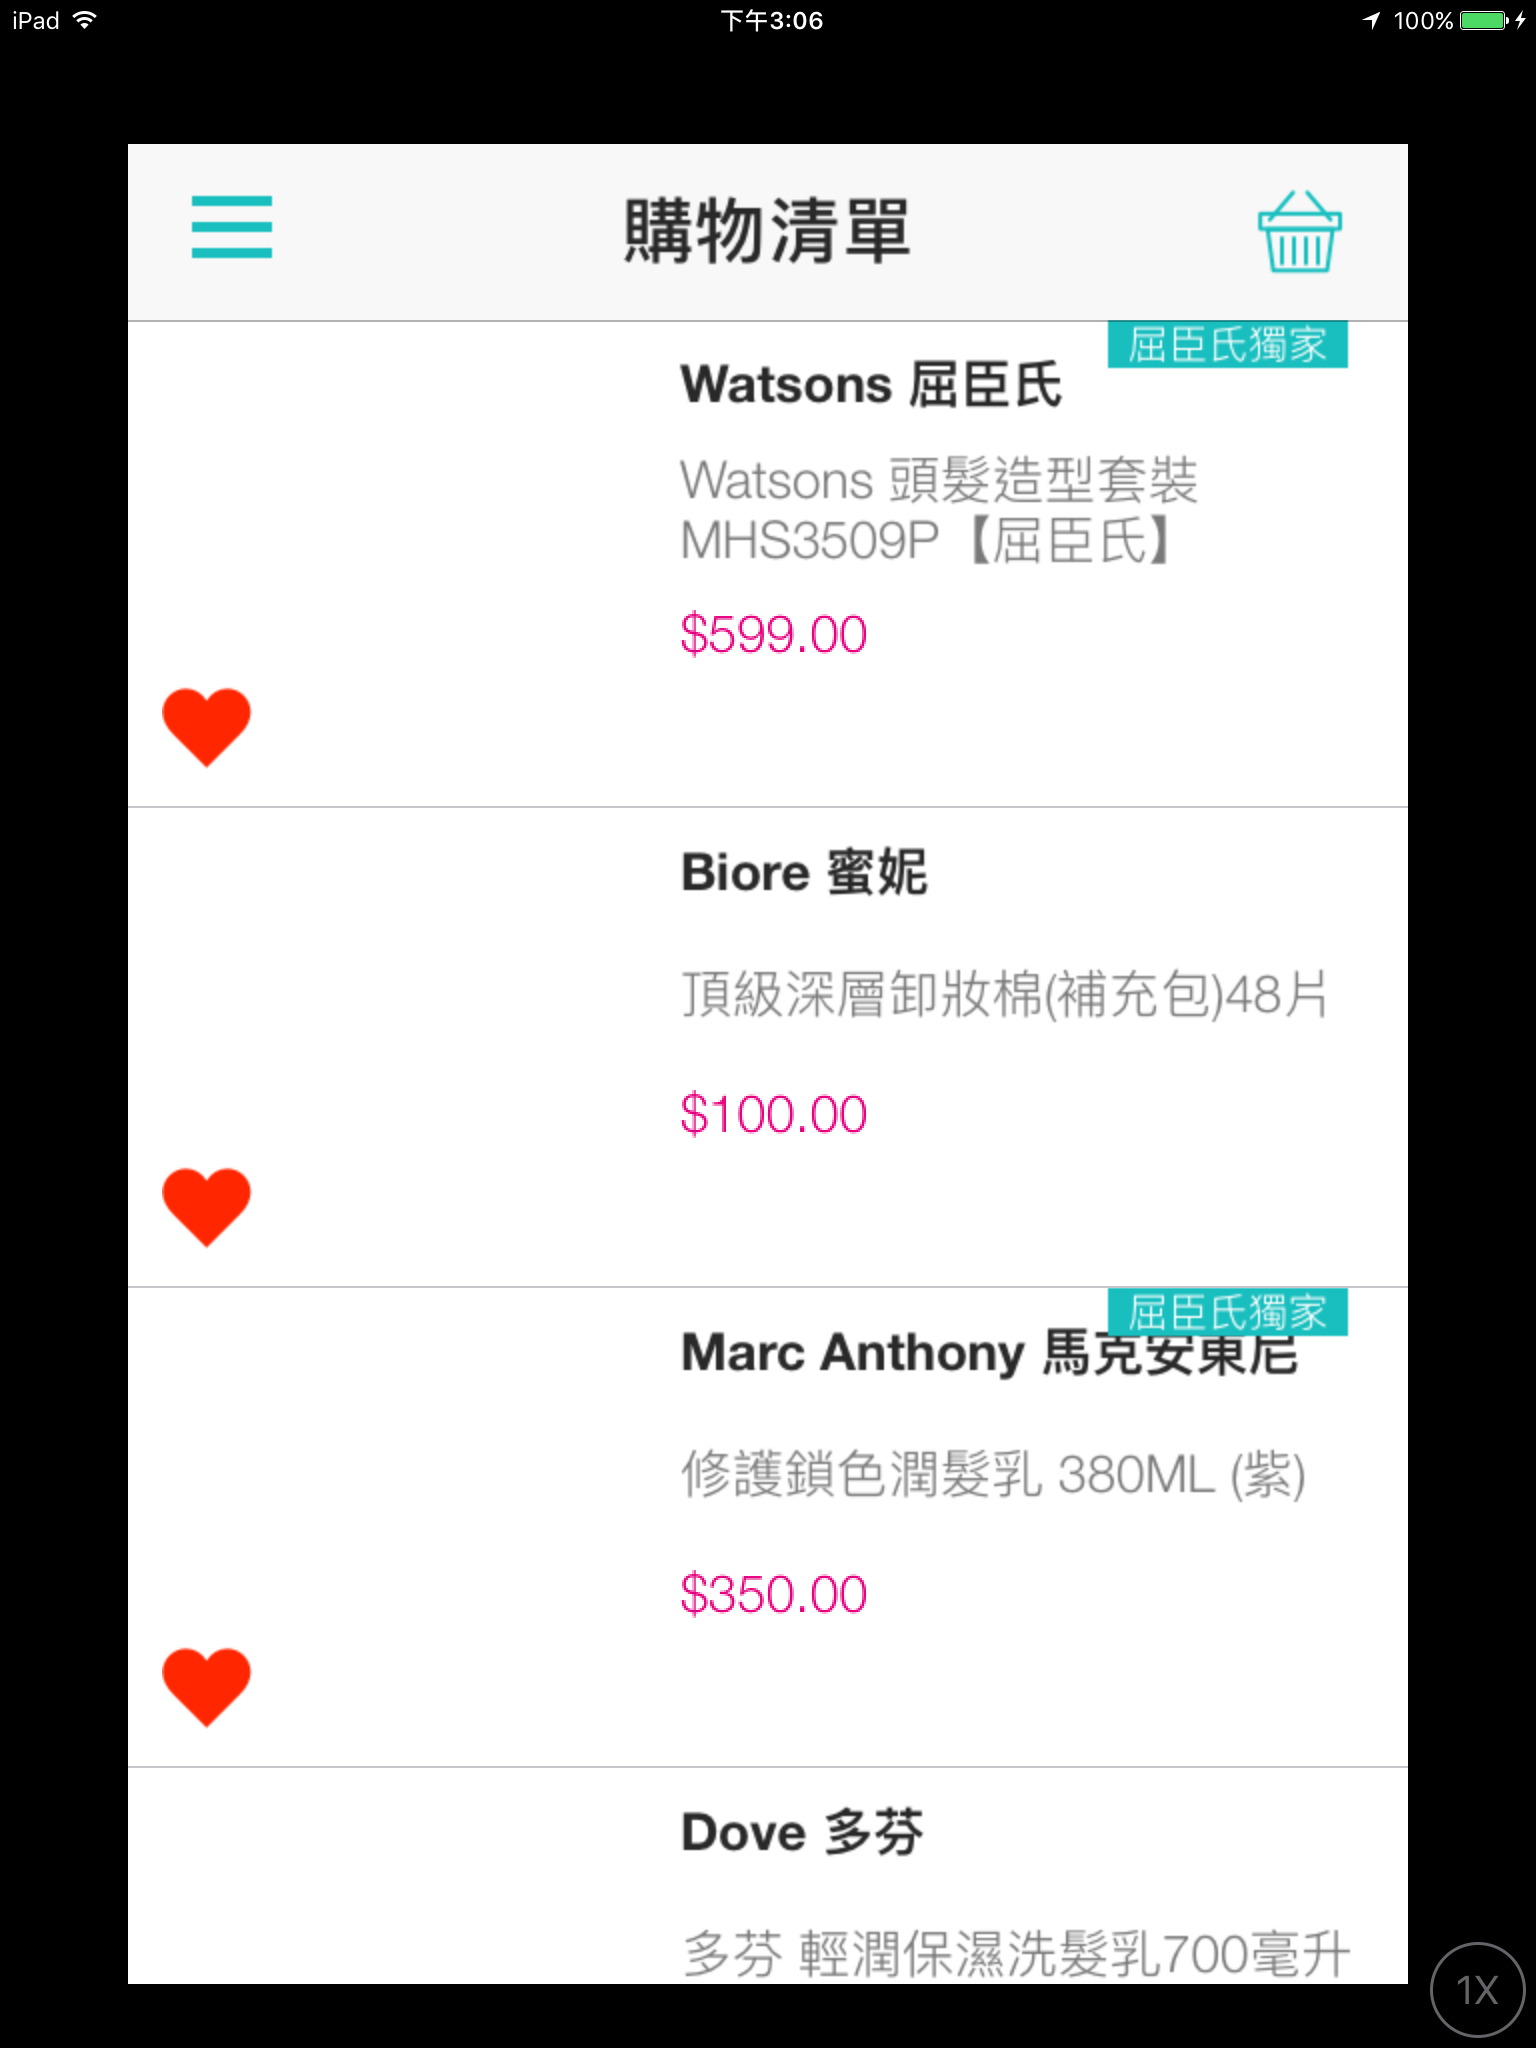 iPad 下午3:06 100%
購物清單
屈臣氏獨家
Watsons 屈臣氏
Watsons 頭髮造型套裝
MHS3509P【屈臣氏】
$599.00
Biore 蜜妮
頂級深層卸妝棉(補充包)48片
$100.00
屈臣氏獨家
Marc Anthony 馬克安東尼
修護鎖色潤髮乳 380ML (紫)
$350.00
Dove 多芬
多芬 輕潤保濕洗髮乳700毫升
1X